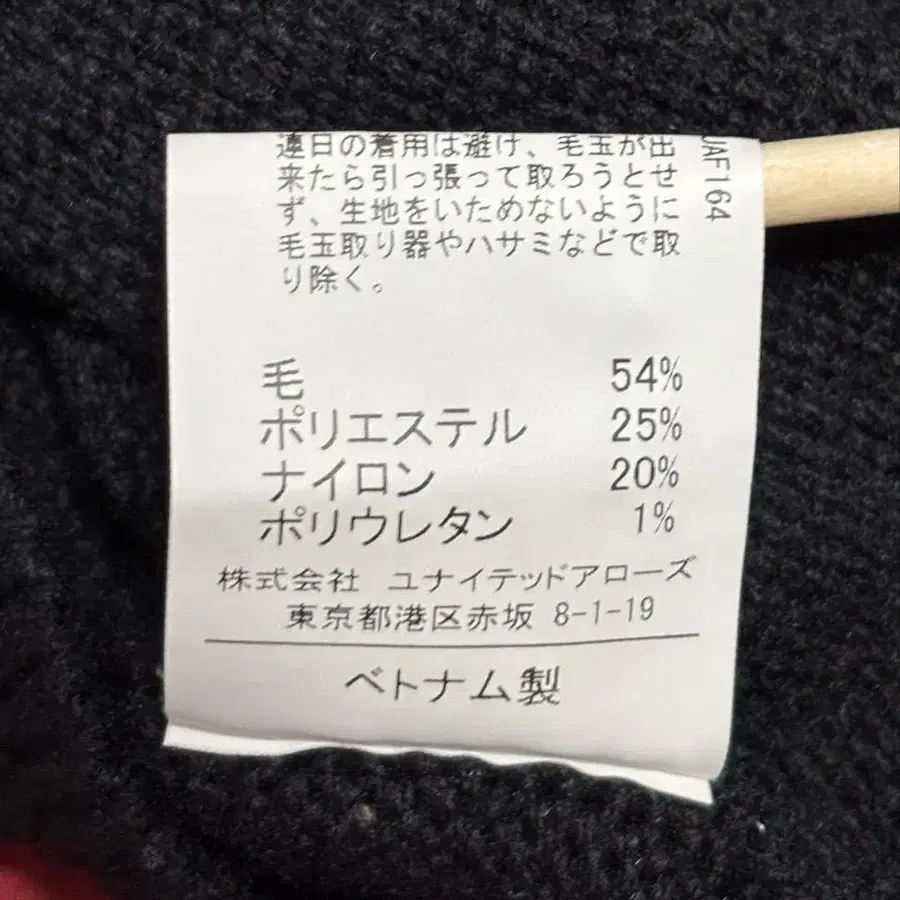 連日の着用は避け、毛玉が出
来たら引っ張って取ろうとせ
ず、生地をいためないように
毛玉取り器やハサミなどで取
り除く。
毛 54%
ポリエステル 25%
ナイロン 20%
ポリウレタン 1%
株式会社 ユナイテッドアローズ
東京都港区赤坂 8-1-19
ベトナム製